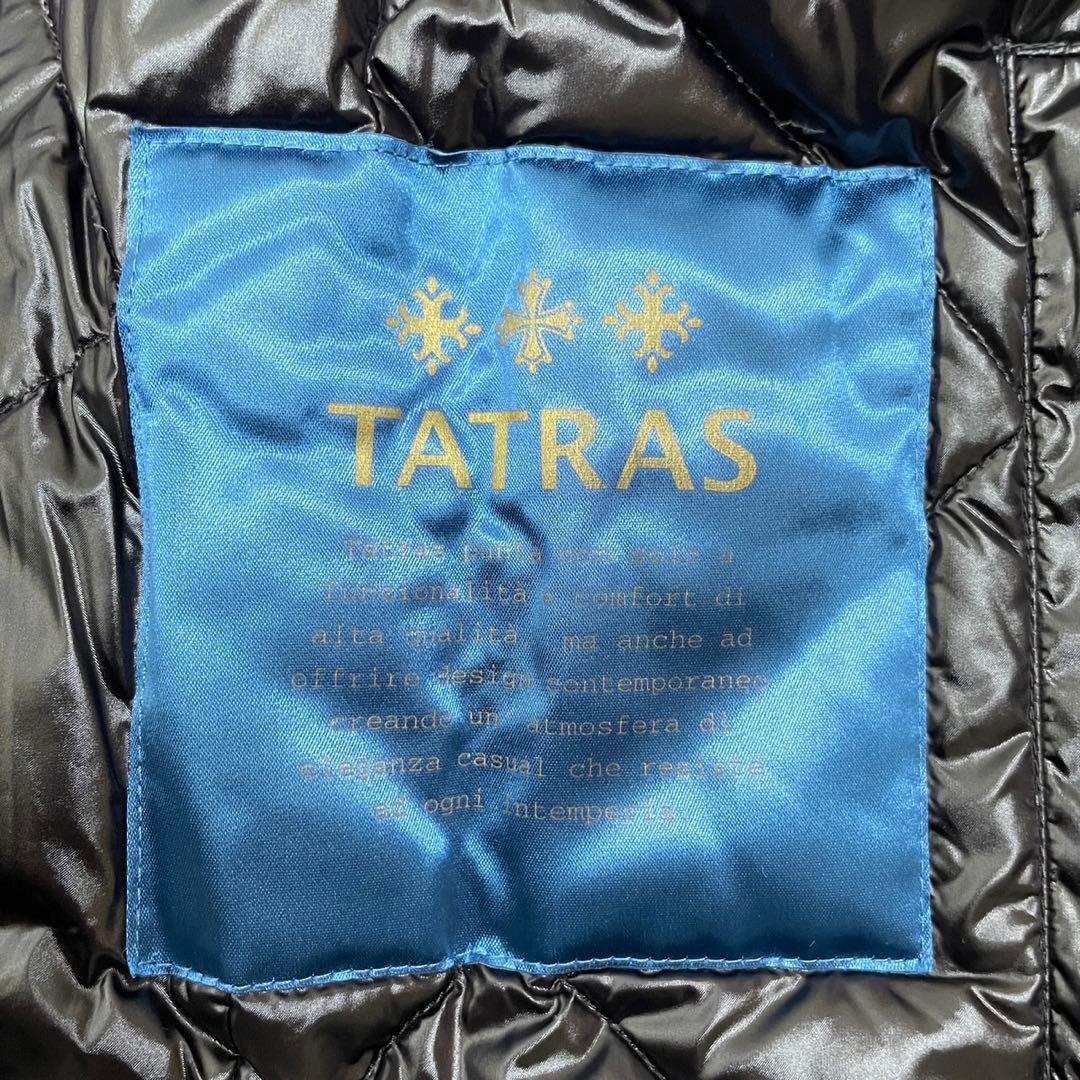 TATRAS
Tatras punta non solo a
funzionalità e comfort di
alta qualità, ma anche ad
offrire design contemporaneo
creando un'atmosfera di
eleganza casual che resiste
ad ogni intemperia.